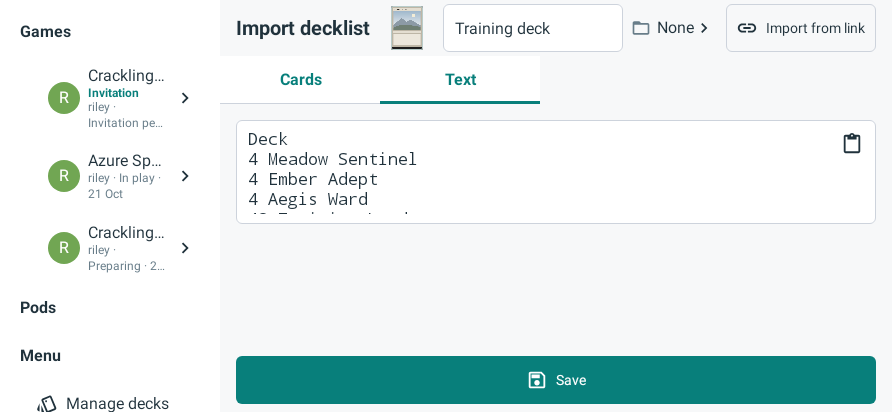 Games
R
Crackling...
Invitation
riley ·
Invitation pe...
R
Azure Sp...
riley · In play ·
21 Oct
R
Crackling...
riley ·
Preparing · 2...
Pods
Menu
Manage decks
Import decklist
Training deck
None
Import from link
Cards
Text
Deck
4 Meadow Sentinel
4 Ember Adept
4 Aegis Ward
Save